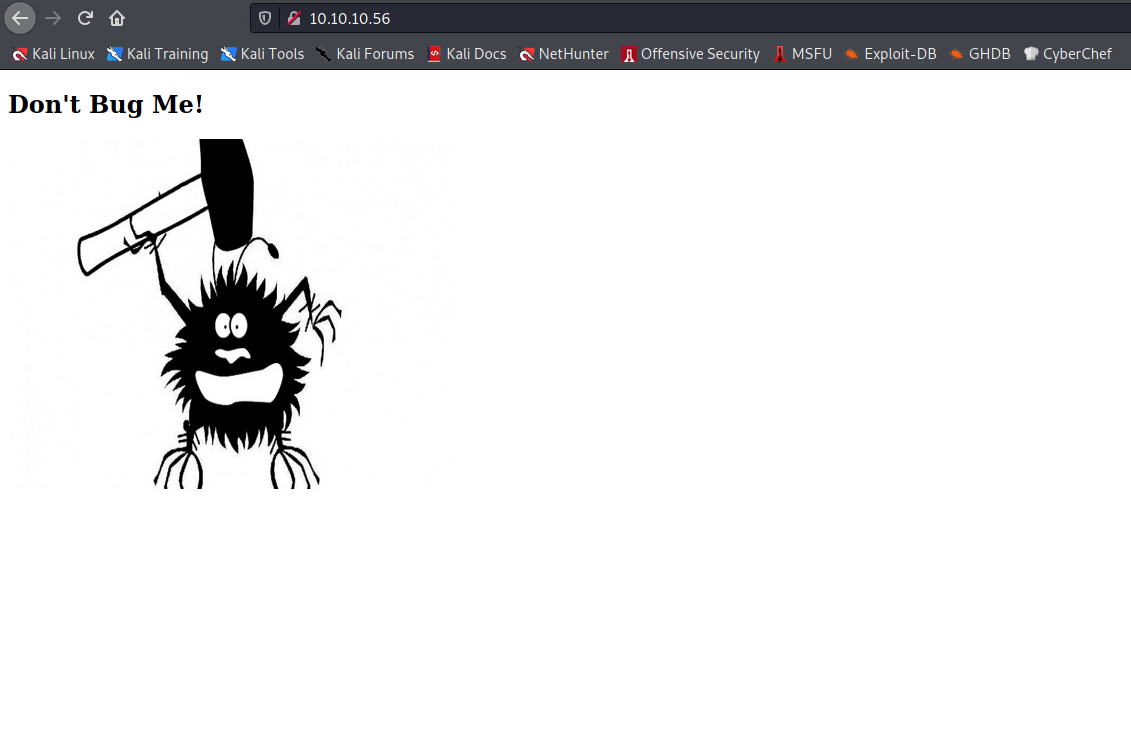 10.10.10.56
Kali Linux Kali Training Kali Tools Kali Forums Kali Docs NetHunter Offensive Security MSFU Exploit-DB GHDB CyberChef
Don't Bug Me!